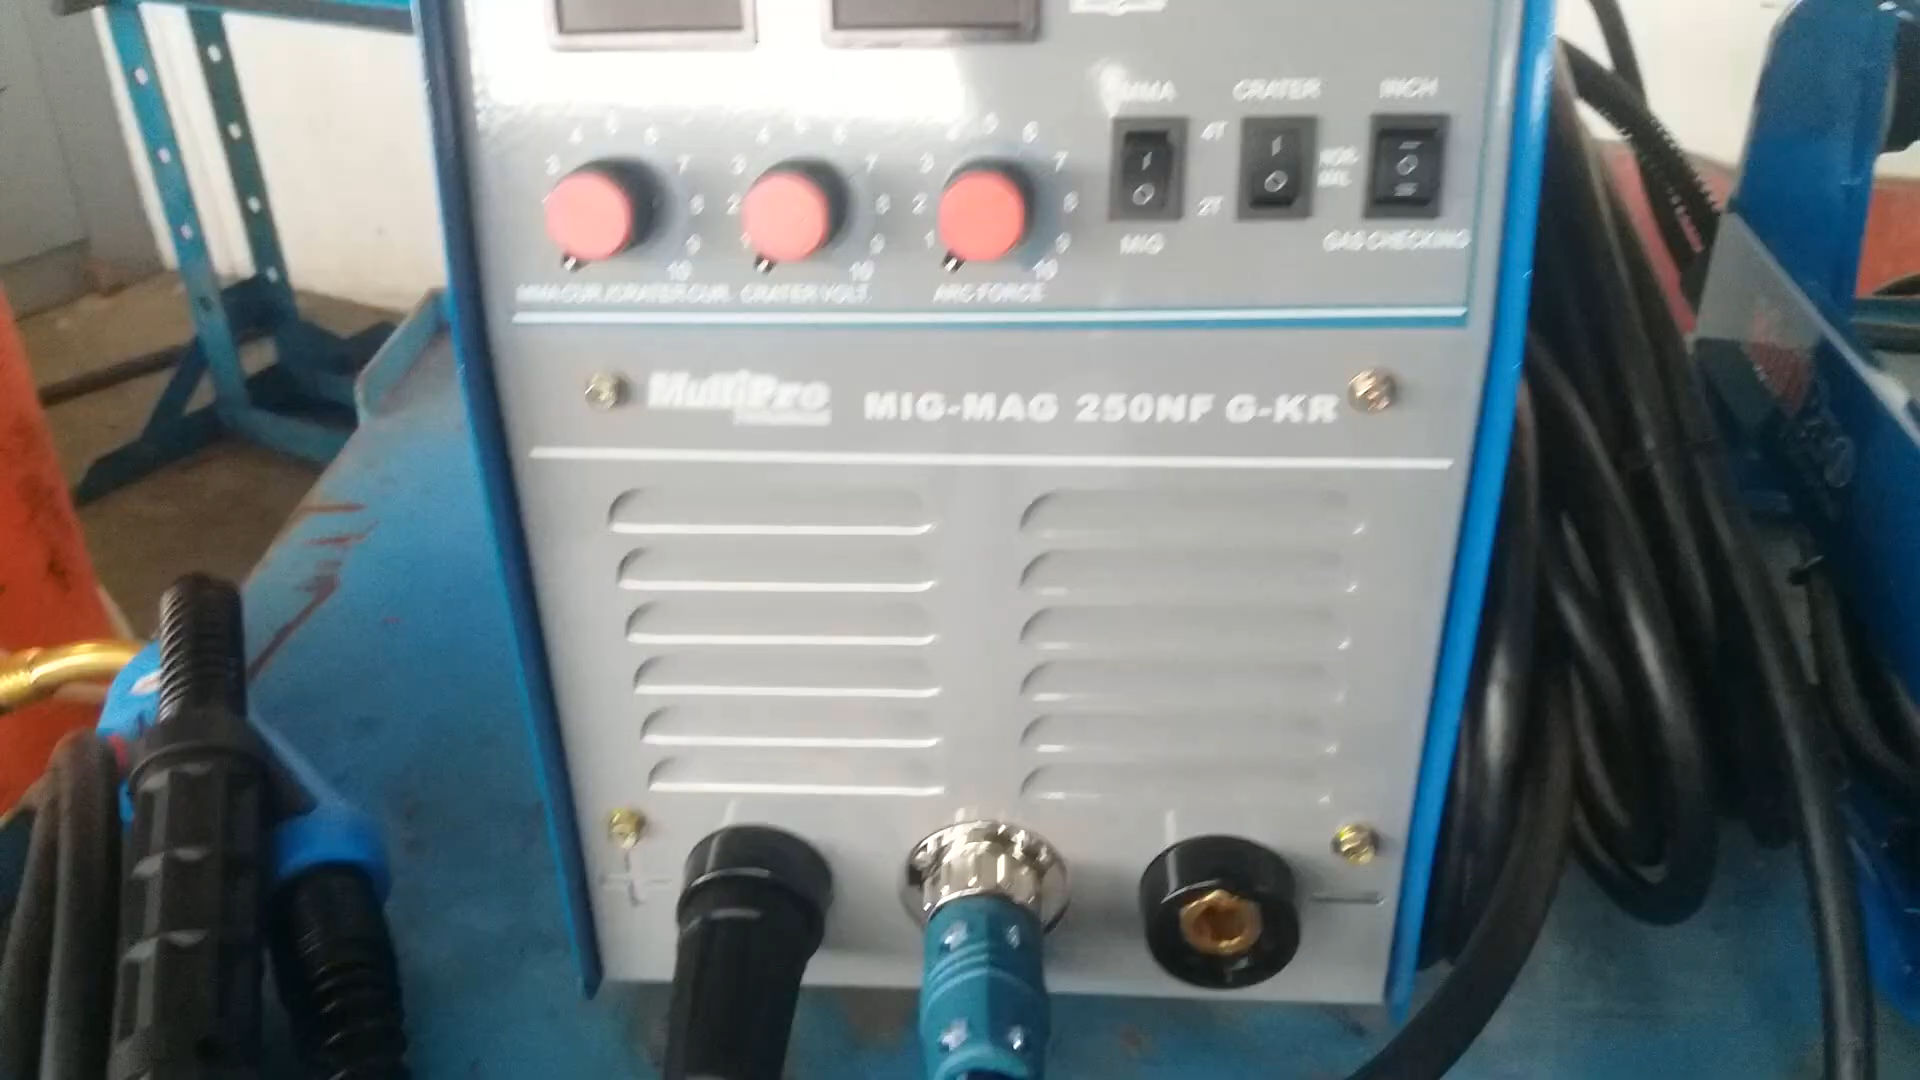 MMA CRATER INCH
4 5 6 4 5 6 4 5 6
3 7 3 7 3 7
4T
2 8 2 8
2T
1 9 1 9 1 9
10 10 10
MIG GAS CHECKING
MMA CUR./CRATER CUR. CRATER VOLT. ARC FORCE
MultiPro MIG-MAG 250NF G-KR
+ —